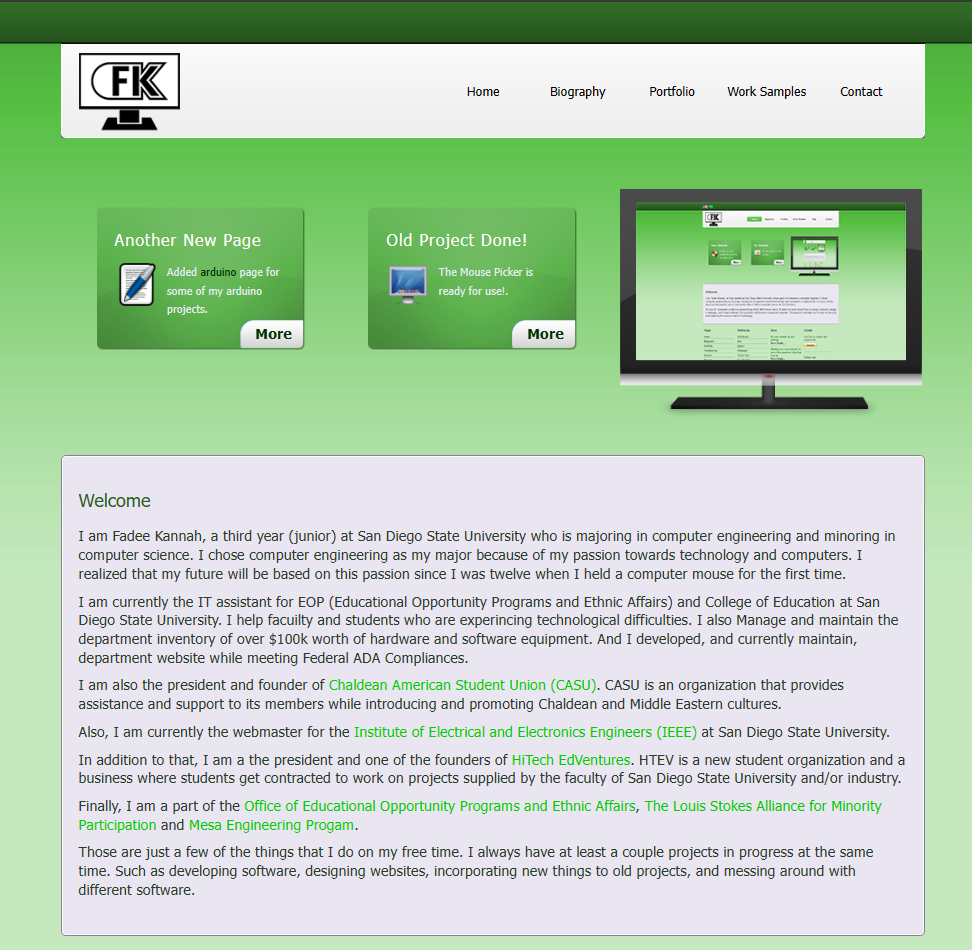 FK
Home Biography Portfolio Work Samples Contact
Another New Page
Added arduino page for
some of my arduino
projects.
More
Old Project Done!
The Mouse Picker is
ready for use!.
More
Welcome
I am Fadee Kannah, a third year (junior) at San Diego State University who is majoring in computer engineering and minoring in
computer science. I chose computer engineering as my major because of my passion towards technology and computers. I
realized that my future will be based on this passion since I was twelve when I held a computer mouse for the first time.
I am currently the IT assistant for EOP (Educational Opportunity Programs and Ethnic Affairs) and College of Education at San
Diego State University. I help faculty and students who are experincing technological difficulties. I also Manage and maintain the
department inventory of over $100k worth of hardware and software equipment. And I developed, and currently maintain,
department website while meeting Federal ADA Compliances.
I am also the president and founder of Chaldean American Student Union (CASU). CASU is an organization that provides
assistance and support to its members while introducing and promoting Chaldean and Middle Eastern cultures.
Also, I am currently the webmaster for the Institute of Electrical and Electronics Engineers (IEEE) at San Diego State University.
In addition to that, I am a the president and one of the founders of HiTech EdVentures. HTEV is a new student organization and a
business where students get contracted to work on projects supplied by the faculty of San Diego State University and/or industry.
Finally, I am a part of the Office of Educational Opportunity Programs and Ethnic Affairs, The Louis Stokes Alliance for Minority
Participation and Mesa Engineering Progam.
Those are just a few of the things that I do on my free time. I always have at least a couple projects in progress at the same
time. Such as developing software, designing websites, incorporating new things to old projects, and messing around with
different software.